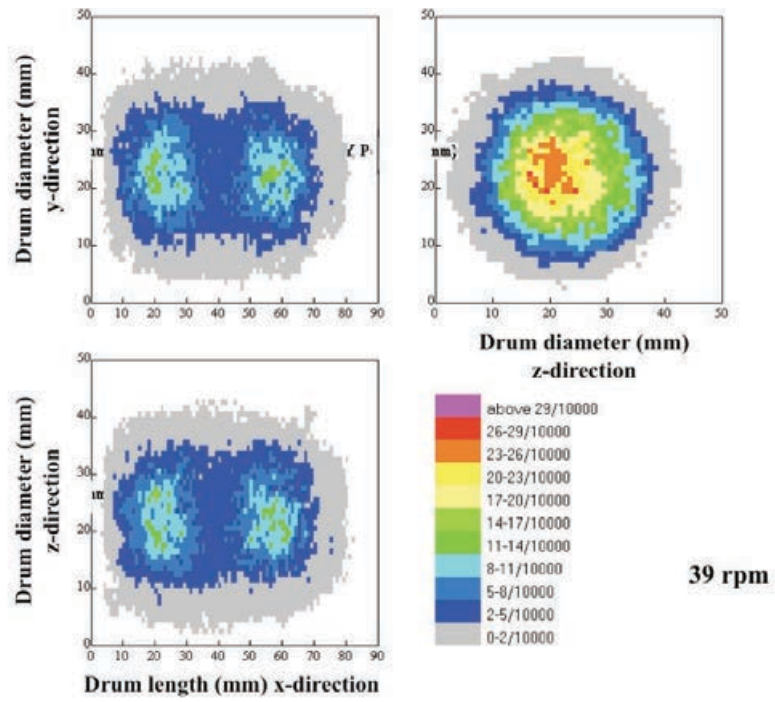 50
40
30
20
10
0
0 10 20 30 40 50 60 70 80 90
Drum diameter (mm)
y-direction
50
40
30
20
10
0
0 10 20 30 40 50
nm)
Drum diameter (mm)
z-direction
50
40
30
20
10
0
0 10 20 30 40 50 60 70 80 90
Drum diameter (mm)
z-direction
Drum length (mm) x-direction
above 29/10000
26-29/10000
23-26/10000
20-23/10000
17-20/10000
14-17/10000
11-14/10000
8-11/10000
5-8/10000
2-5/10000
0-2/10000
39 rpm